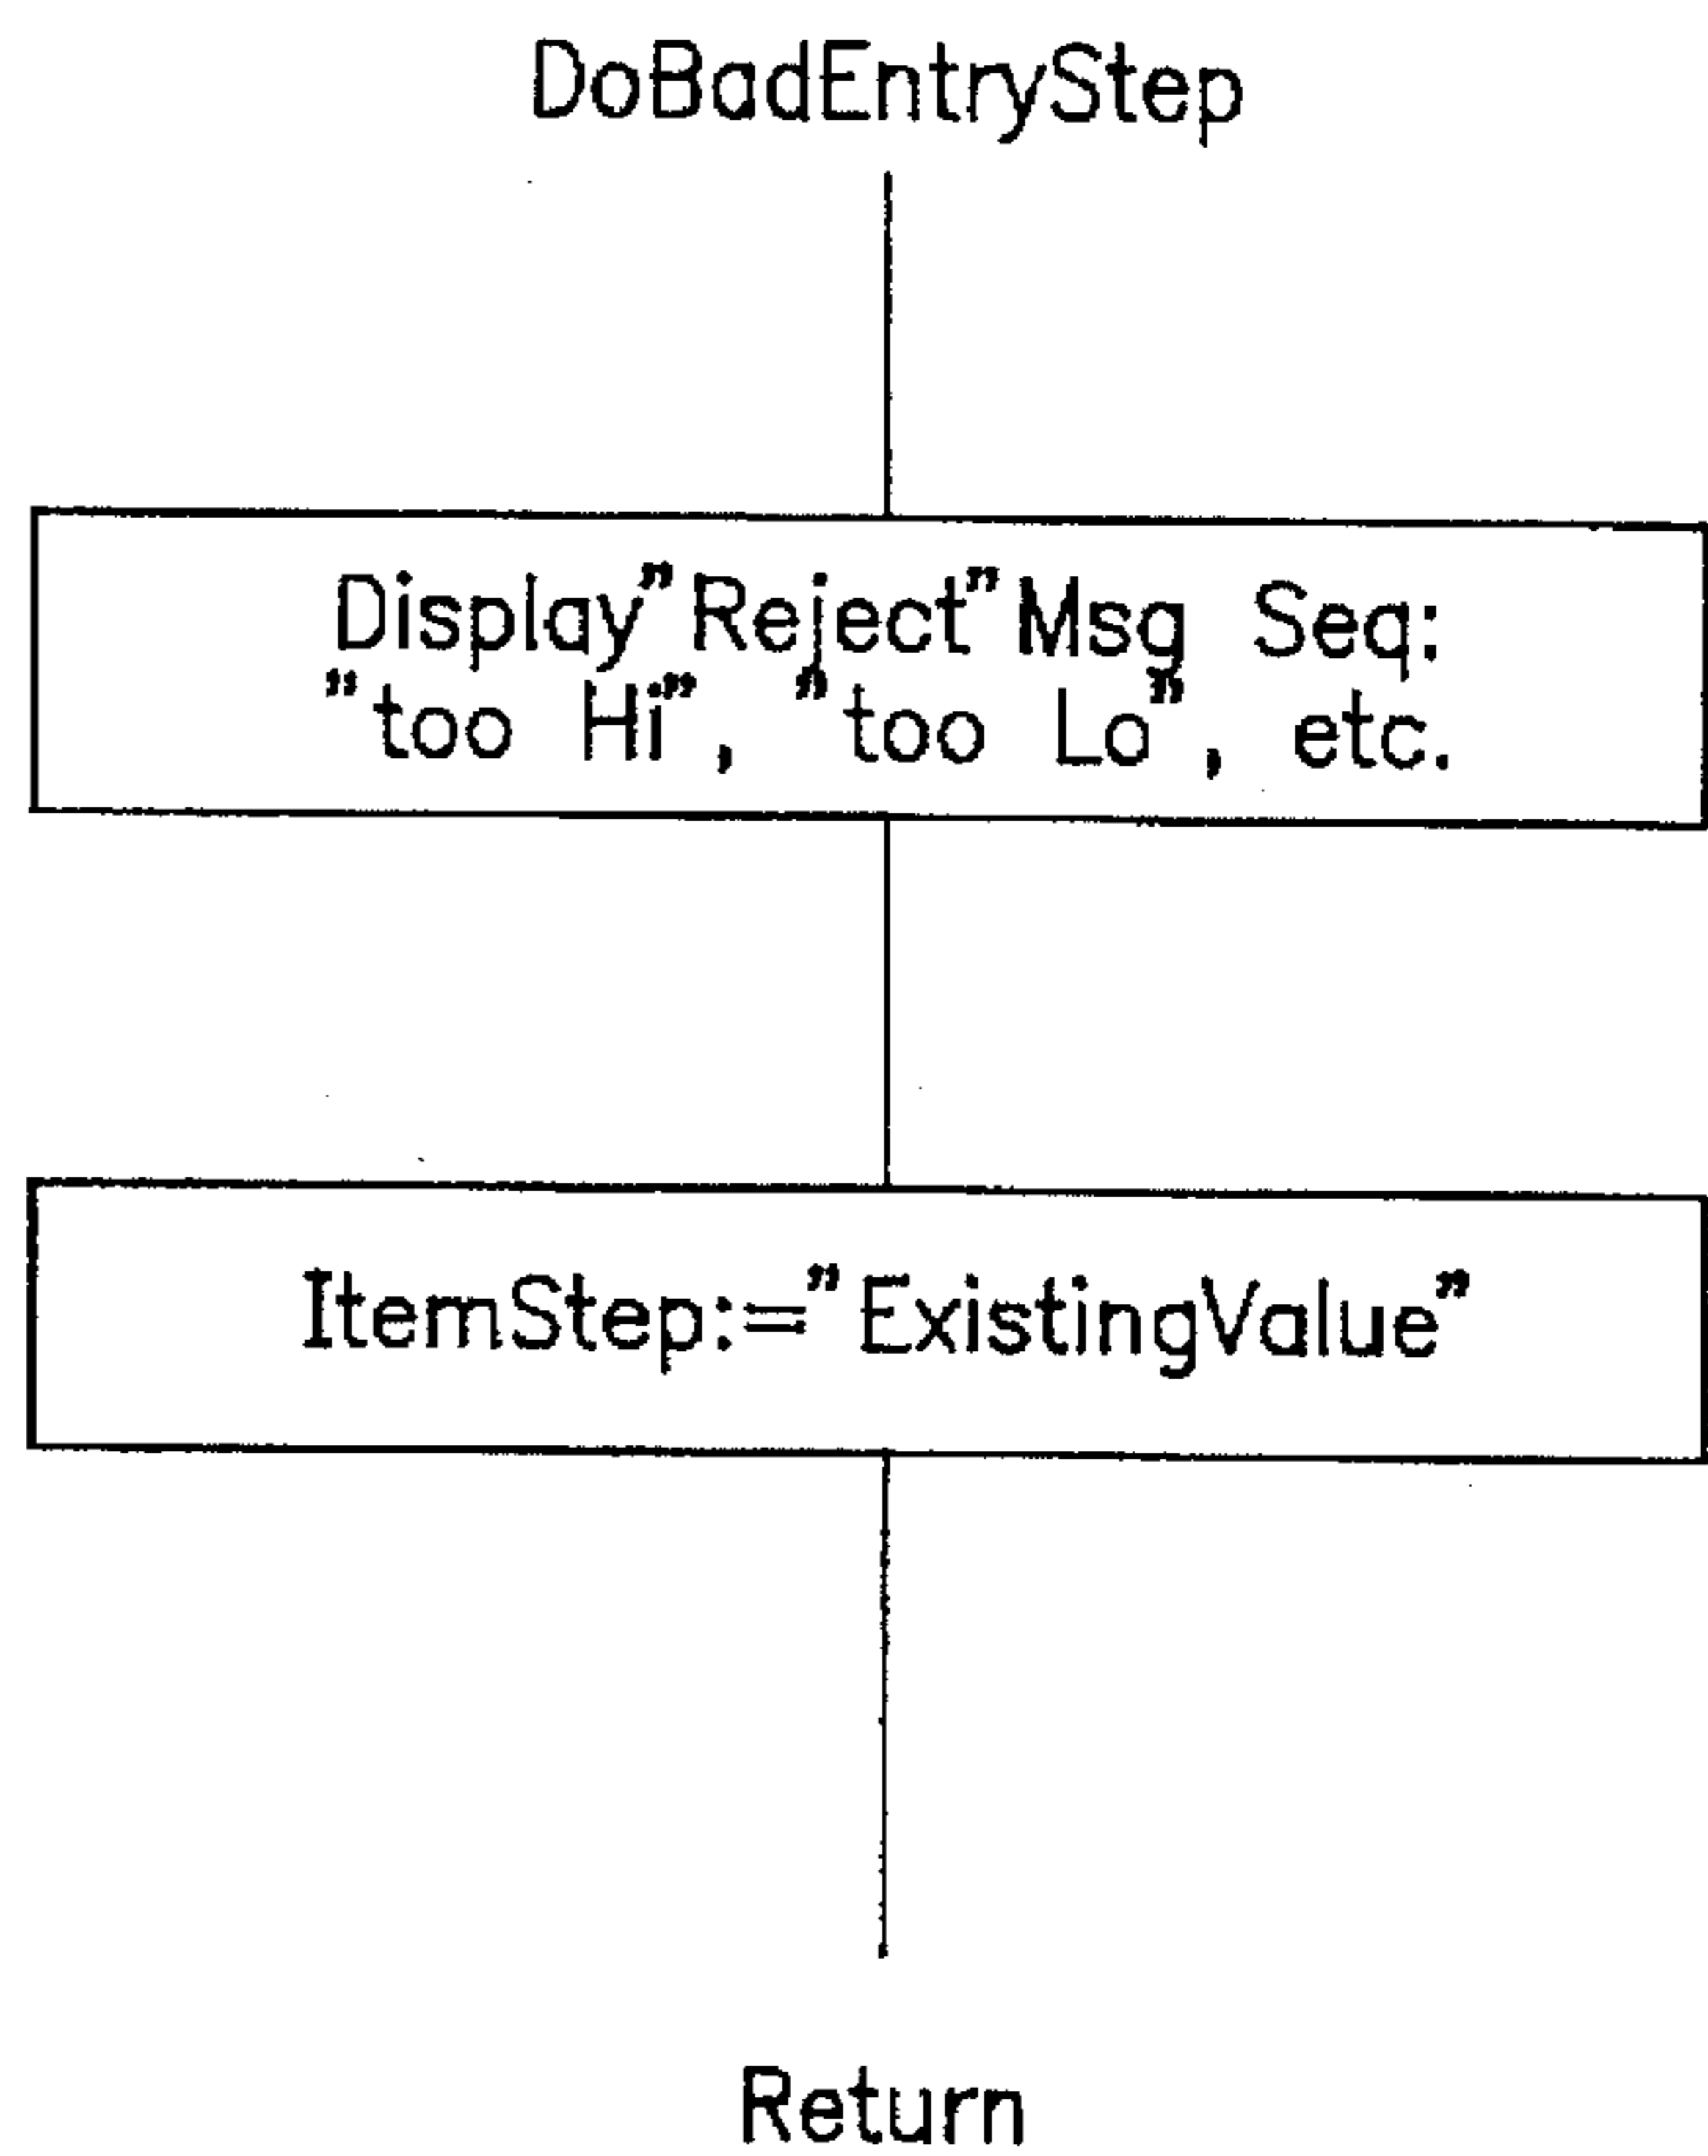 DoBadEntryStep
Display"Reject"Msg Seq:
"too Hi", "too Lo", etc.
ItemStep:="ExistingValue"
Return